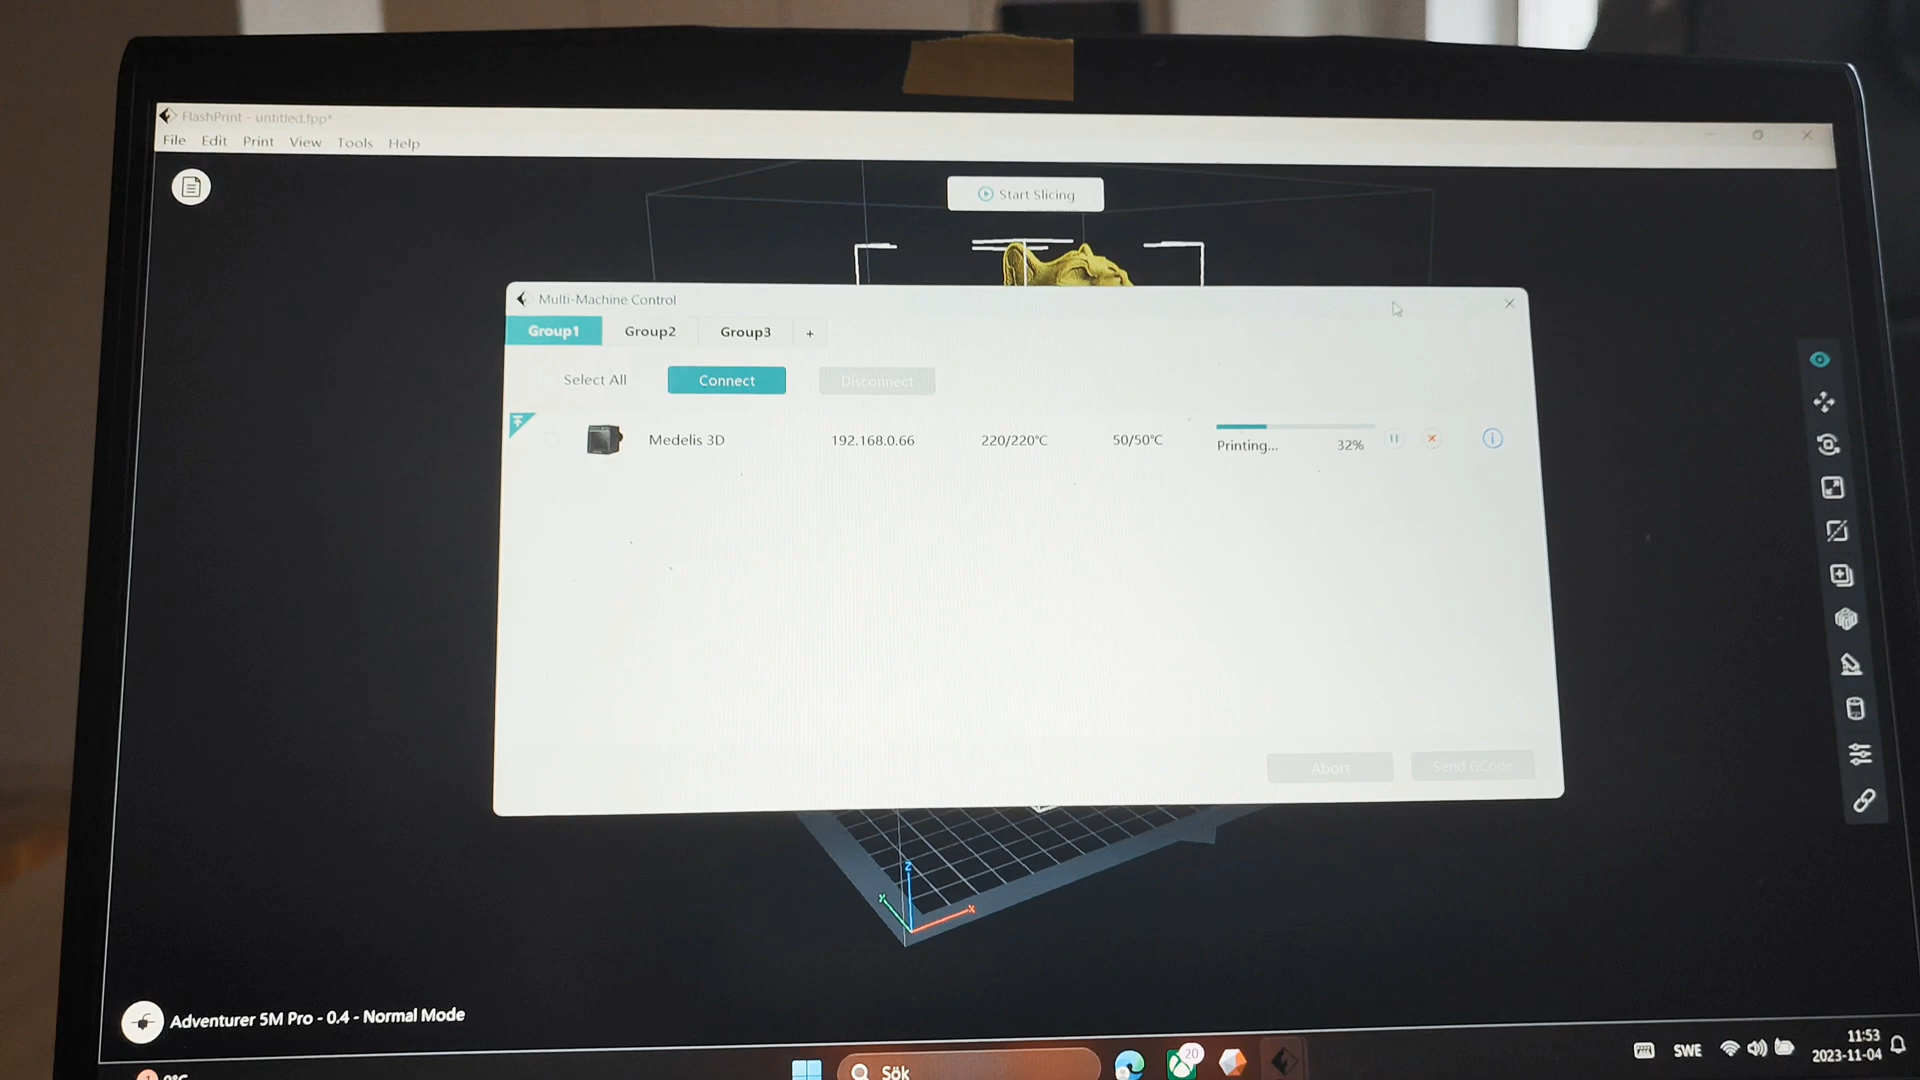 FlashPrint - untitled.fpp*
File Edit Print View Tools Help
Start Slicing
Multi-Machine Control
Group1 Group2 Group3 +
Select All Connect Disconnect
Medelis 3D 192.168.0.66 220/220℃ 50/50℃ Printing... 32%
Abort Send GCode
Z
Y X
Adventurer 5M Pro - 0.4 - Normal Mode
1
Sök
20
SWE
11:53
2023-11-04